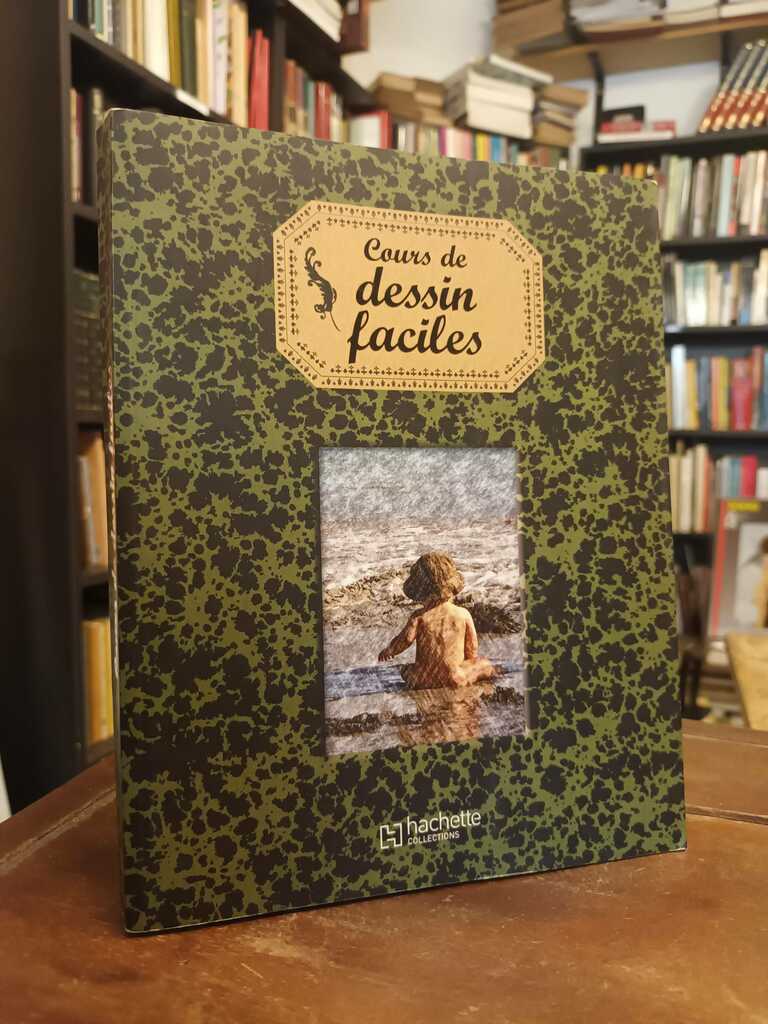 Cours de
dessin
faciles
hachette
COLLECTIONS